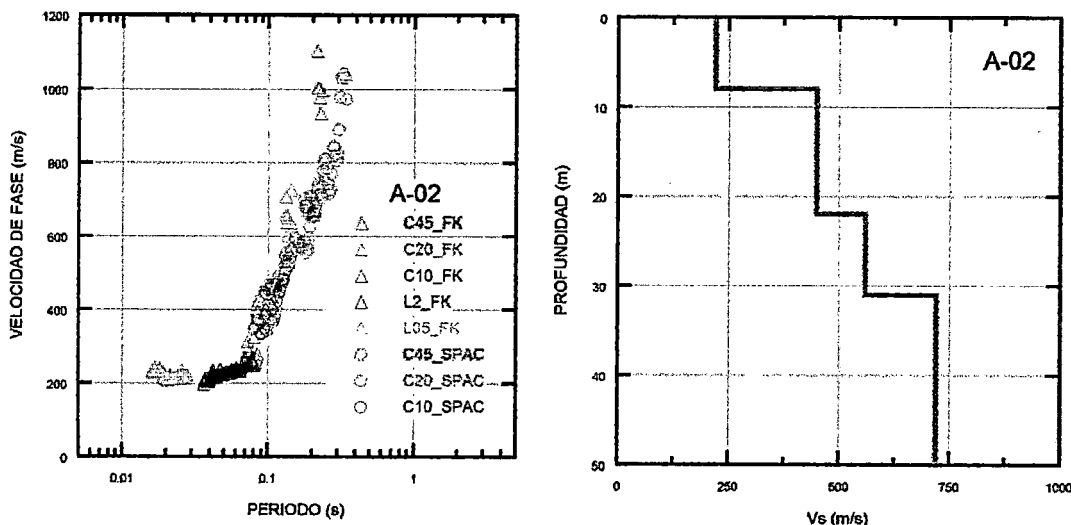 1200
1000
800
600
400
200
0
VELOCIDAD DE FASE (m/s)
0.01
0.1
1
PERIODO (s)
A-02
C45_FK
C20_FK
C10_FK
L2_FK
L05_FK
C45_SPAC
C20_SPAC
C10_SPAC
0
10
20
30
40
50
PROFUNDIDAD (m)
A-02
0
250
500
750
1000
Vs (m/s)